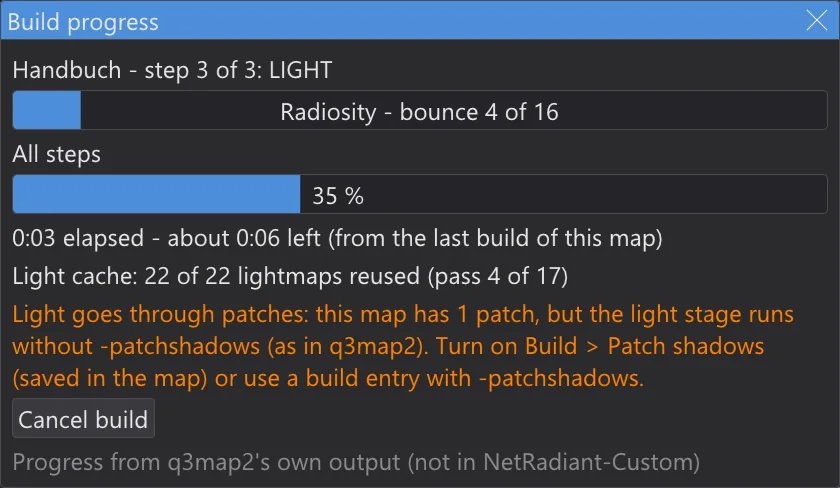 Build progress
Handbuch - step 3 of 3: LIGHT
Radiosity - bounce 4 of 16
All steps
35 %
0:03 elapsed - about 0:06 left (from the last build of this map)
Light cache: 22 of 22 lightmaps reused (pass 4 of 17)
Light goes through patches: this map has 1 patch, but the light stage runs
without -patchshadows (as in q3map2). Turn on Build > Patch shadows
(saved in the map) or use a build entry with -patchshadows.
Cancel build
Progress from q3map2's own output (not in NetRadiant-Custom)